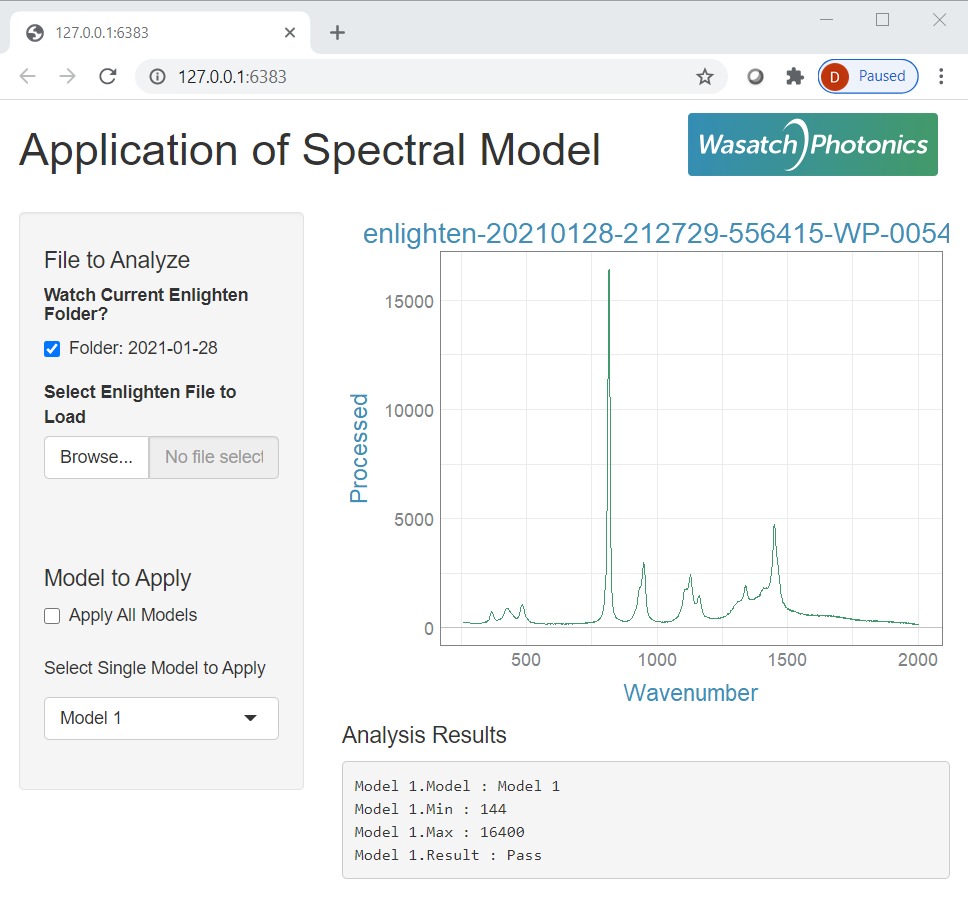 127.0.0.1:6383
127.0.0.1:6383
D Paused
Application of Spectral Model
Wasatch Photonics
File to Analyze
Watch Current Enlighten
Folder?
Folder: 2021-01-28
Select Enlighten File to
Load
Browse... No file select
Model to Apply
Apply All Models
Select Single Model to Apply
Model 1
enlighten-20210128-212729-556415-WP-0054
Processed
15000
10000
5000
0
500 1000 1500 2000
Wavenumber
Analysis Results
Model 1.Model : Model 1
Model 1.Min : 144
Model 1.Max : 16400
Model 1.Result : Pass